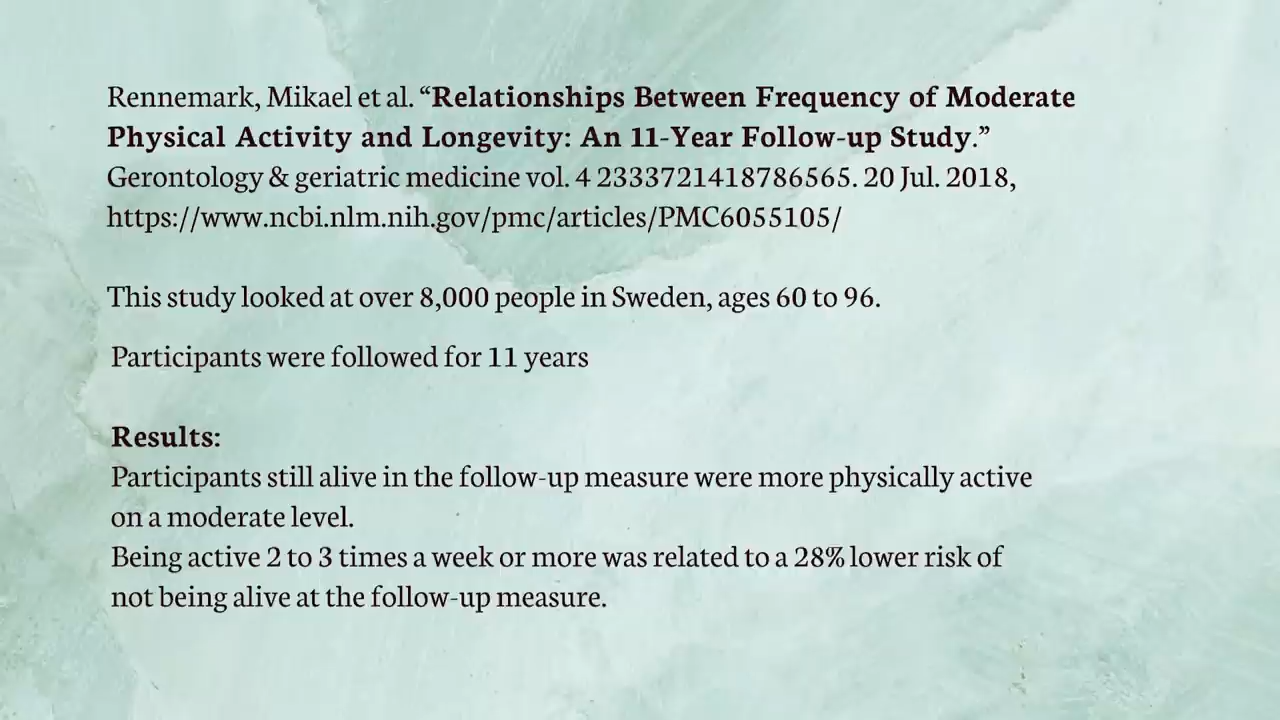 Rennemark, Mikael et al. “Relationships Between Frequency of Moderate
Physical Activity and Longevity: An 11-Year Follow-up Study.”
Gerontology & geriatric medicine vol. 4 2333721418786565. 20 Jul. 2018,
https://www.ncbi.nlm.nih.gov/pmc/articles/PMC6055105/
This study looked at over 8,000 people in Sweden, ages 60 to 96.
Participants were followed for 11 years
Results:
Participants still alive in the follow-up measure were more physically active
on a moderate level.
Being active 2 to 3 times a week or more was related to a 28% lower risk of
not being alive at the follow-up measure.